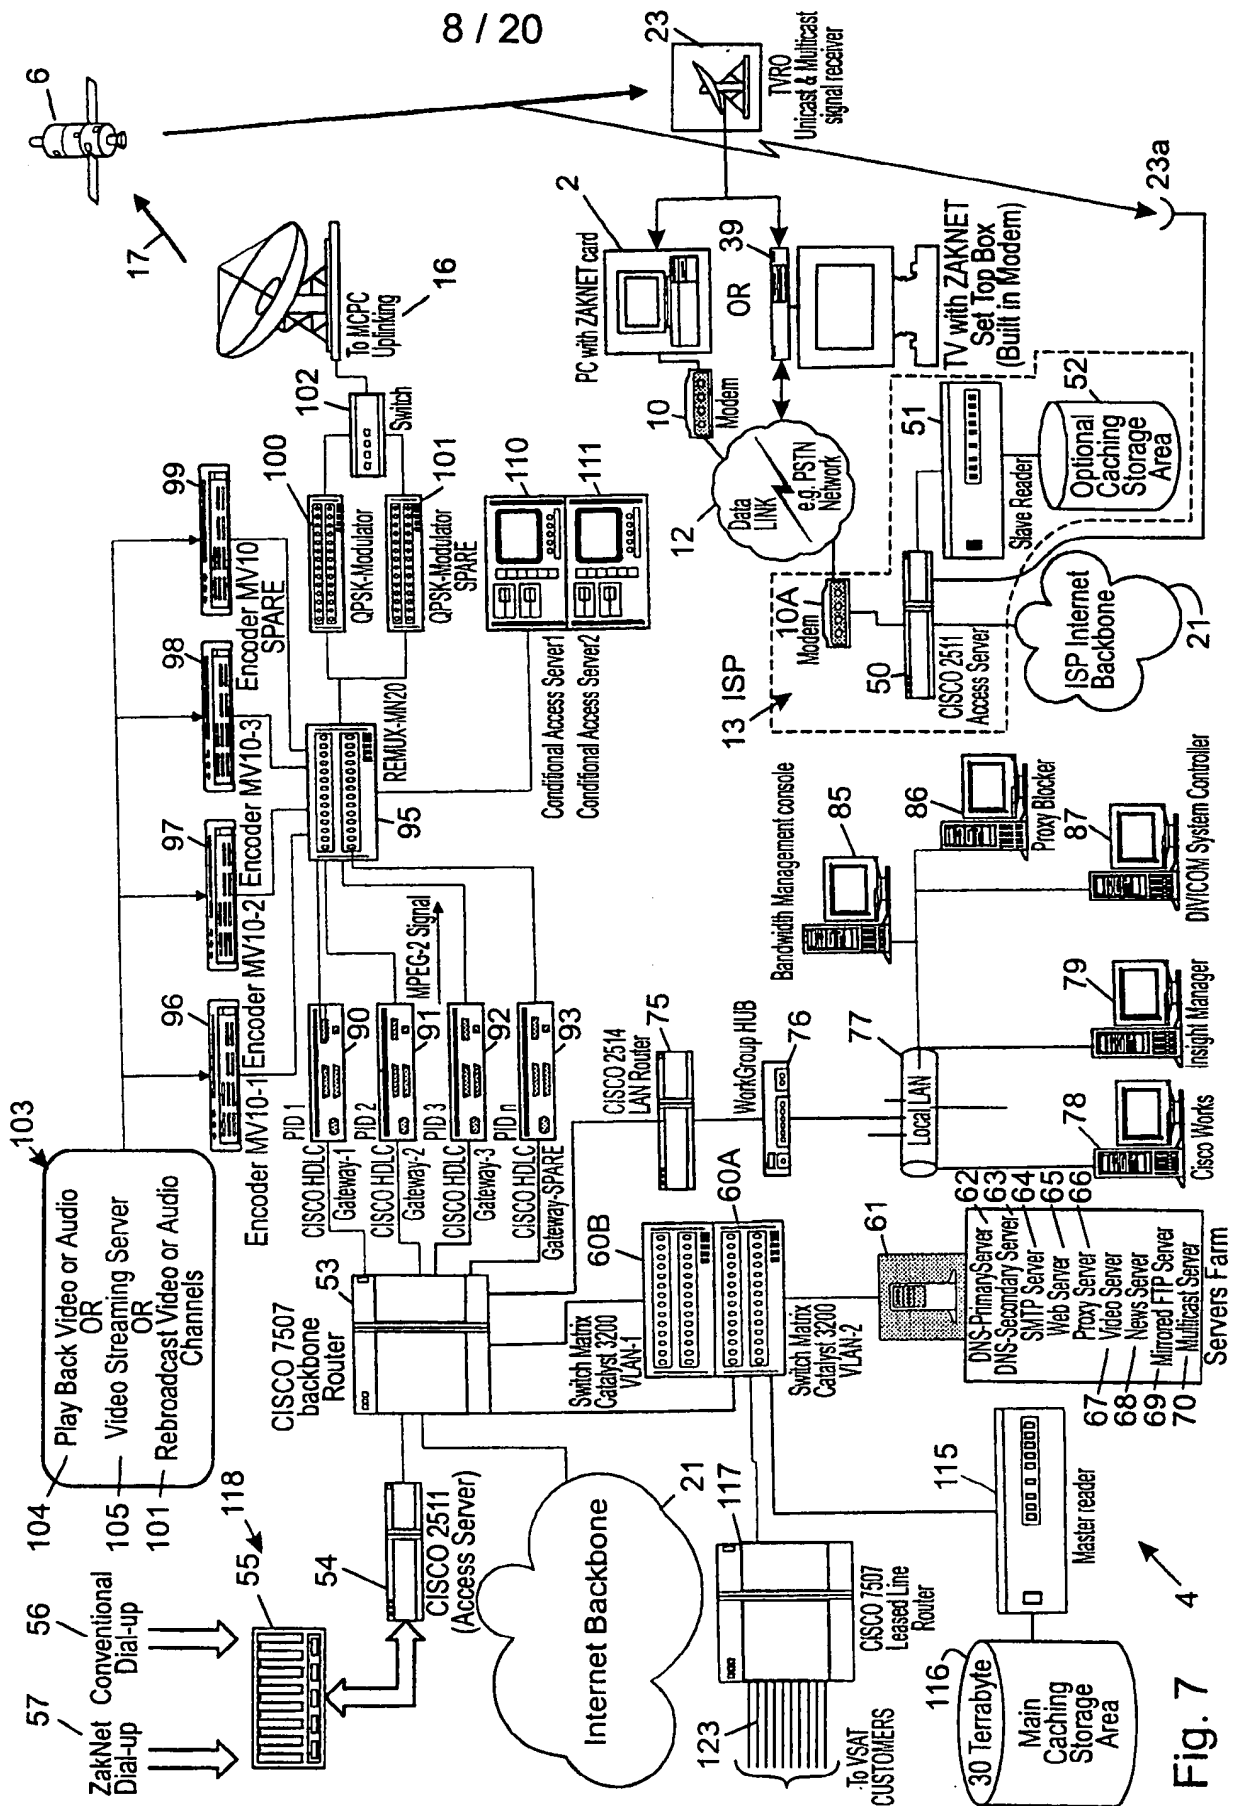 8 / 20
6
17
To MCPC
Uplinking
16
102
Switch
100
QPSK-Modulator
101
QPSK-Modulator
SPARE
99
Encoder MV10
SPARE
98
Encoder MV10-3
97
Encoder MV10-2
96
Encoder MV10-1
103
104
Play Back Video or Audio
OR
105
Video Streaming Server
OR
101
Rebroadcast Video or Audio
Channels
REMUX-MN20
95
110
111
Conditional Access Server1
Conditional Access Server2
MPEG-2 Signal
PID 1
90
CISCO HDLC
Gateway-1
PID 2
91
CISCO HDLC
Gateway-2
PID 3
92
CISCO HDLC
Gateway-3
PID n
93
CISCO HDLC
Gateway-SPARE
53
CISCO 7507
backbone
Router
57
ZakNet
Dial-up
56
Conventional
Dial-up
55
118
54
CISCO 2511
(Access Server)
Internet Backbone
21
23
TVRO
Unicast & Multicast
signal receiver
2
PC with ZAKNET card
OR
39
TV with ZAKNET
Set Top Box
(Built in Modem)
23a
10
Modem
12
Data
LINK
e.g. PSTN
Network
13 ISP
10A
Modem
50
CISCO 2511
Access Server
51
Slave Reader
52
Optional
Caching
Storage
Area
ISP Internet
Backbone
21
CISCO 2514
LAN Router
75
WorkGroup HUB
76
77
Local LAN
85
Bandwidth Management console
86
Proxy Blocker
87
DIVICOM System Controller
79
Insight Manager
78
Cisco Works
60B
Switch Matrix
Catalyst 3200
VLAN-1
60A
Switch Matrix
Catalyst 3200
VLAN-2
61
DNS-PrimaryServer 62
DNS-Secondary Server 63
SMTP Server 64
Web Server 65
Proxy Server 66
67 Video Server
68 News Server
69 Mirrored FTP Server
70 Multicast Server
Servers Farm
117
CISCO 7507
Leased Line
Router
123
To VSAT
CUSTOMERS
115
Master reader
116
30 Terrabyte
Main
Caching
Storage
Area
4
Fig. 7